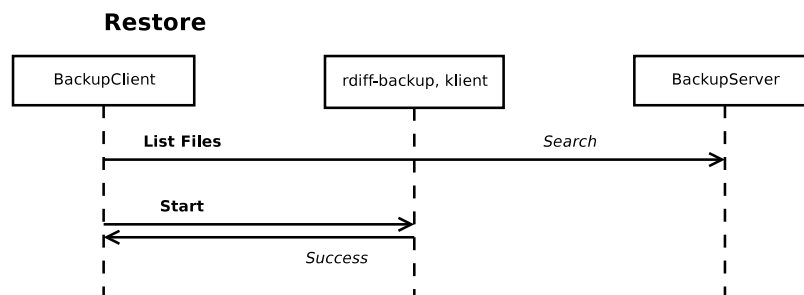 Restore
BackupClient
rdiff-backup, klient
BackupServer
List Files
Search
Start
Success